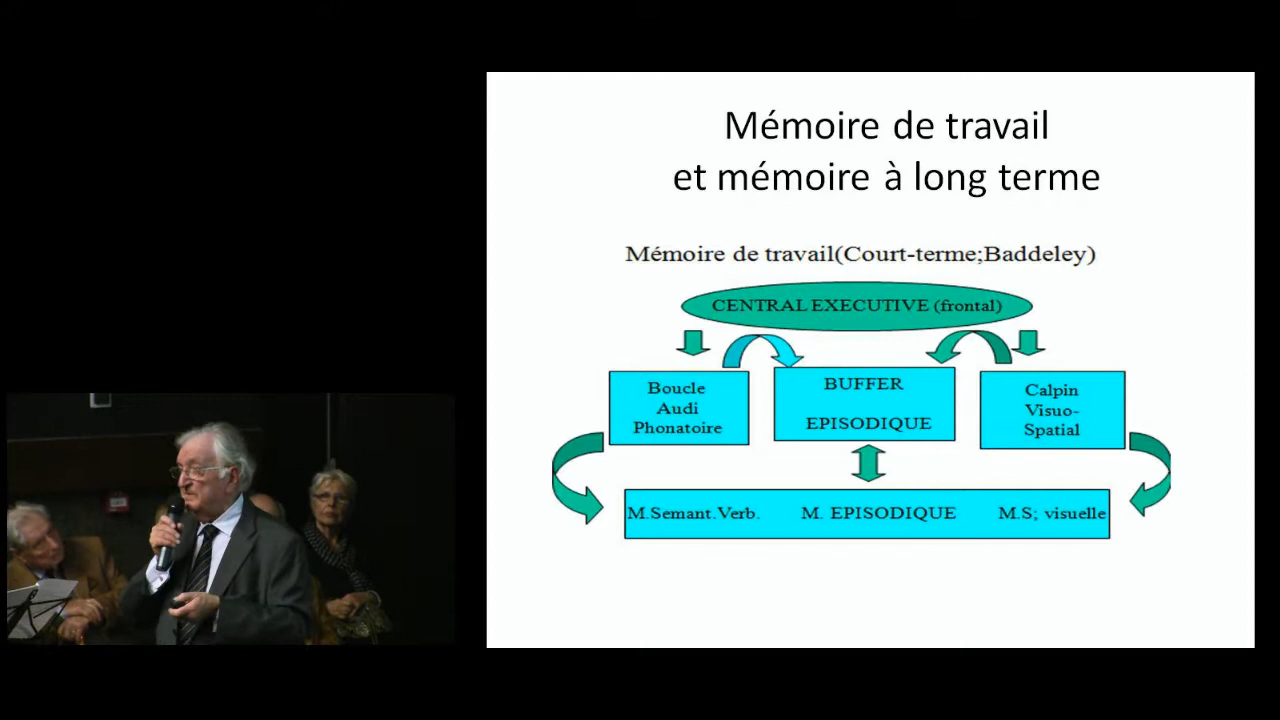 Mémoire de travail
et mémoire à long terme
Mémoire de travail(Court-terme;Baddeley)
CENTRAL EXECUTIVE (frontal)
Boucle
Audi
Phonatoire
BUFFER
EPISODIQUE
Calpin
Visuo-
Spatial
M.Semant.Verb. M. EPISODIQUE M.S; visuelle